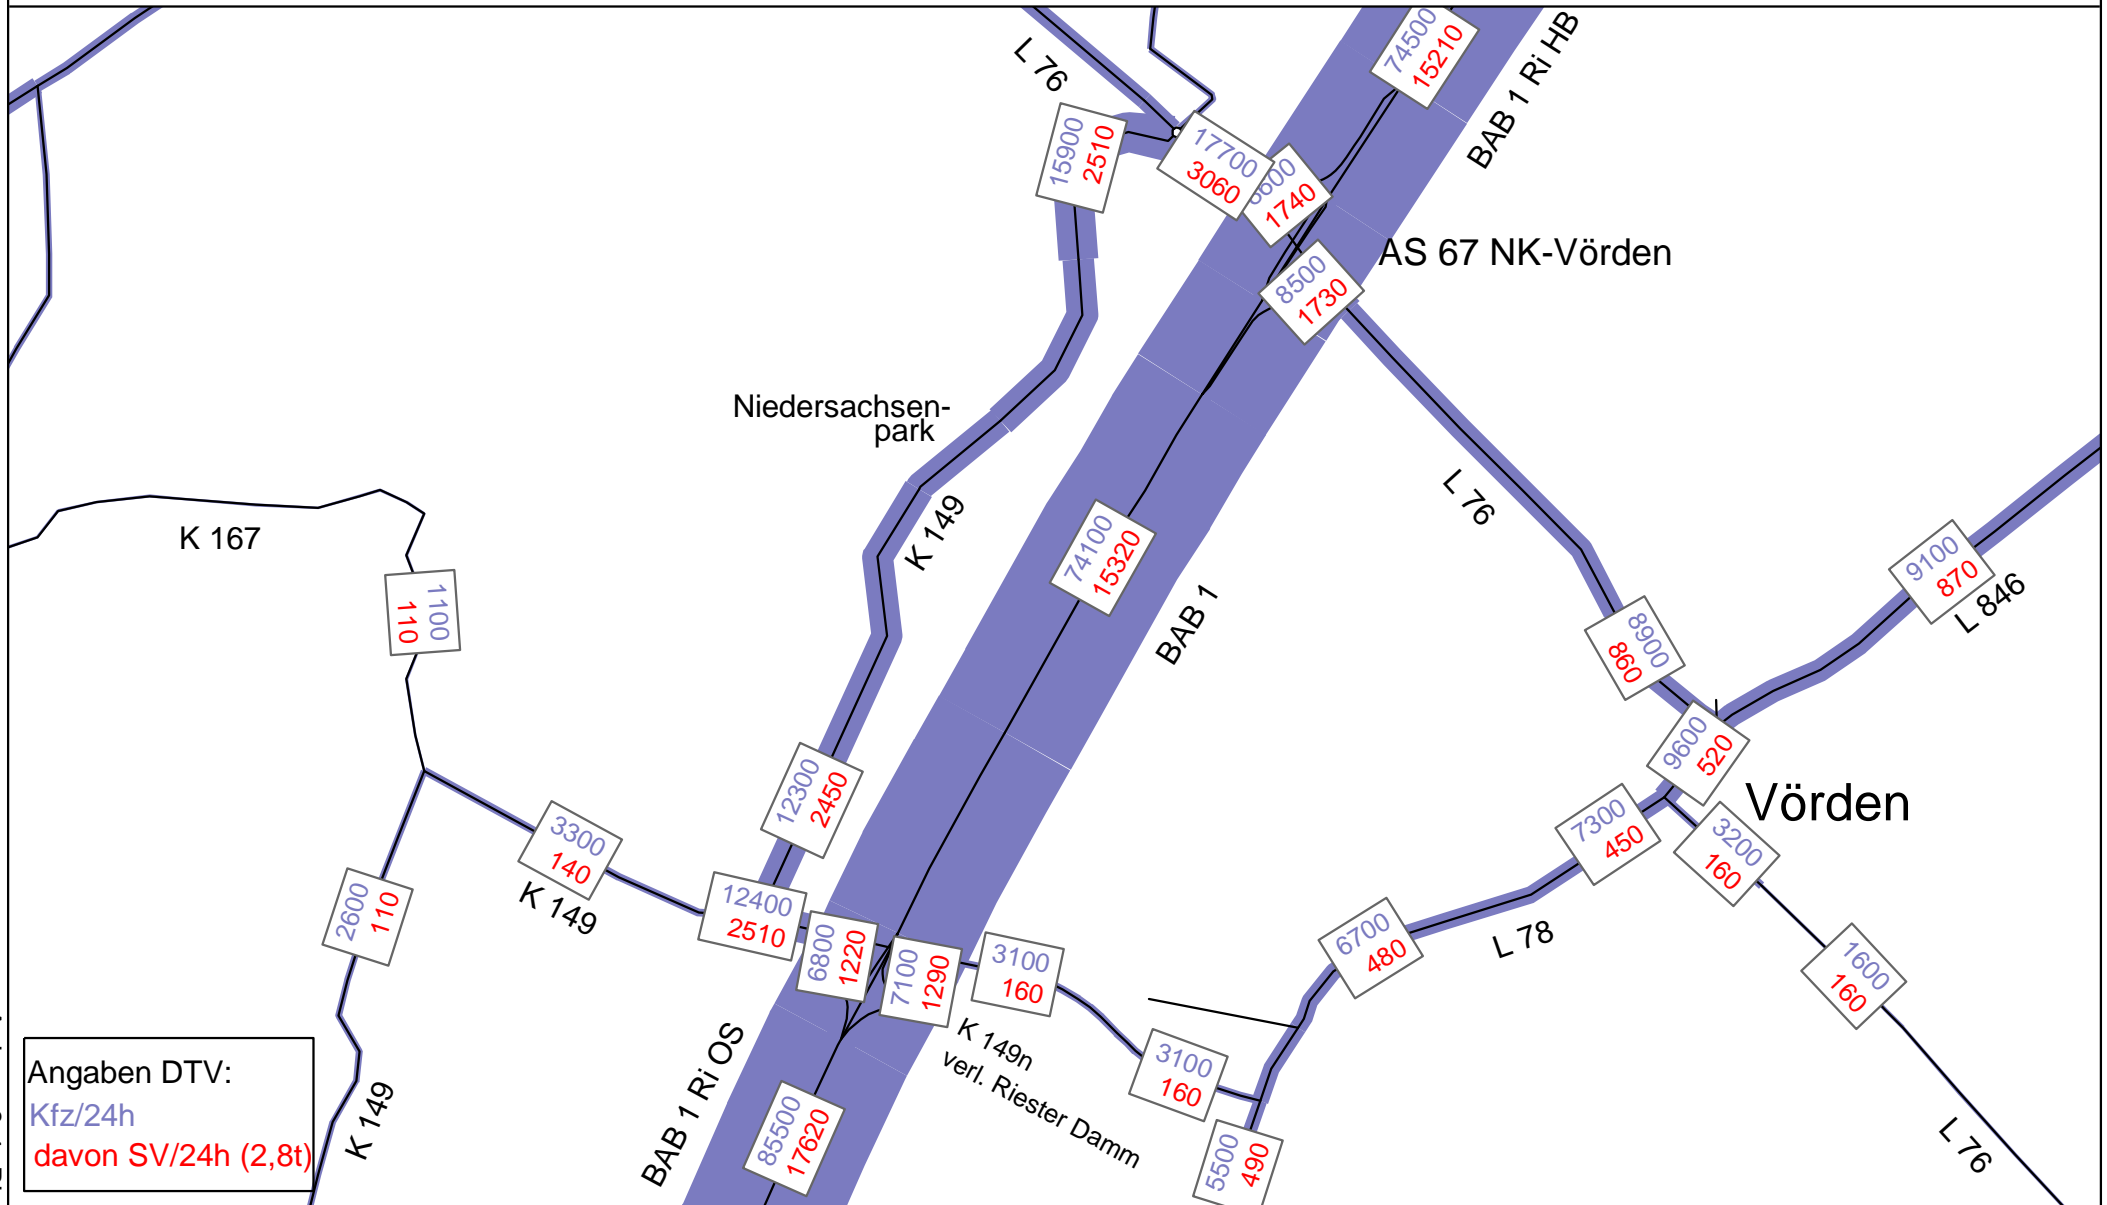 74500
15210
BAB 1 Ri HB
L 76
15900
2510
17700
3060
1740
AS 67 NK-Vörden
8500
1730
Niedersachsen-
park
K 149
L 76
K 167
1100
110
74100
15320
BAB 1
9100
870
L 846
8900
860
9600
520
Vörden
12300
2450
3300
140
K 149
7300
450
3200
160
2600
110
12400
2510
6800
1220
7100
1290
3100
160
6700
480
L 78
1600
160
K 149n
verl. Riester Damm
3100
160
BAB 1 Ri OS
85500
17620
5500
490
L 76
K 149
Angaben DTV:
Kfz/24h
davon SV/24h (2,8t)